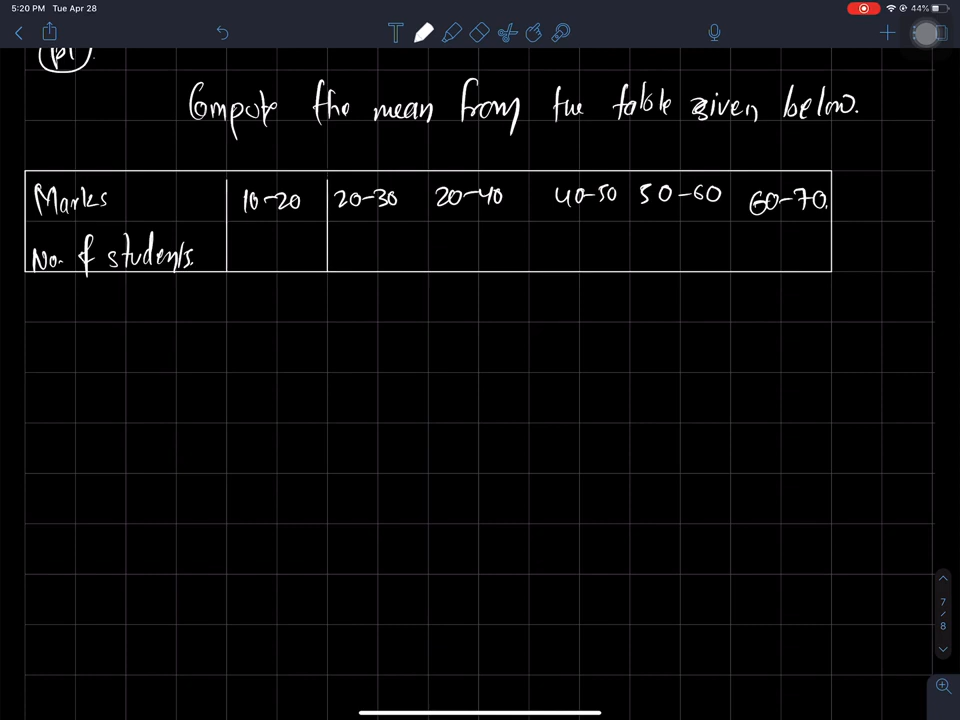 5:20 PM Tue Apr 28 44%
T
P1.
Compute the mean from the table given below.
Marks 10-20 20-30 20-40 40-50 50-60 60-70.
No. of students.
7
/
8